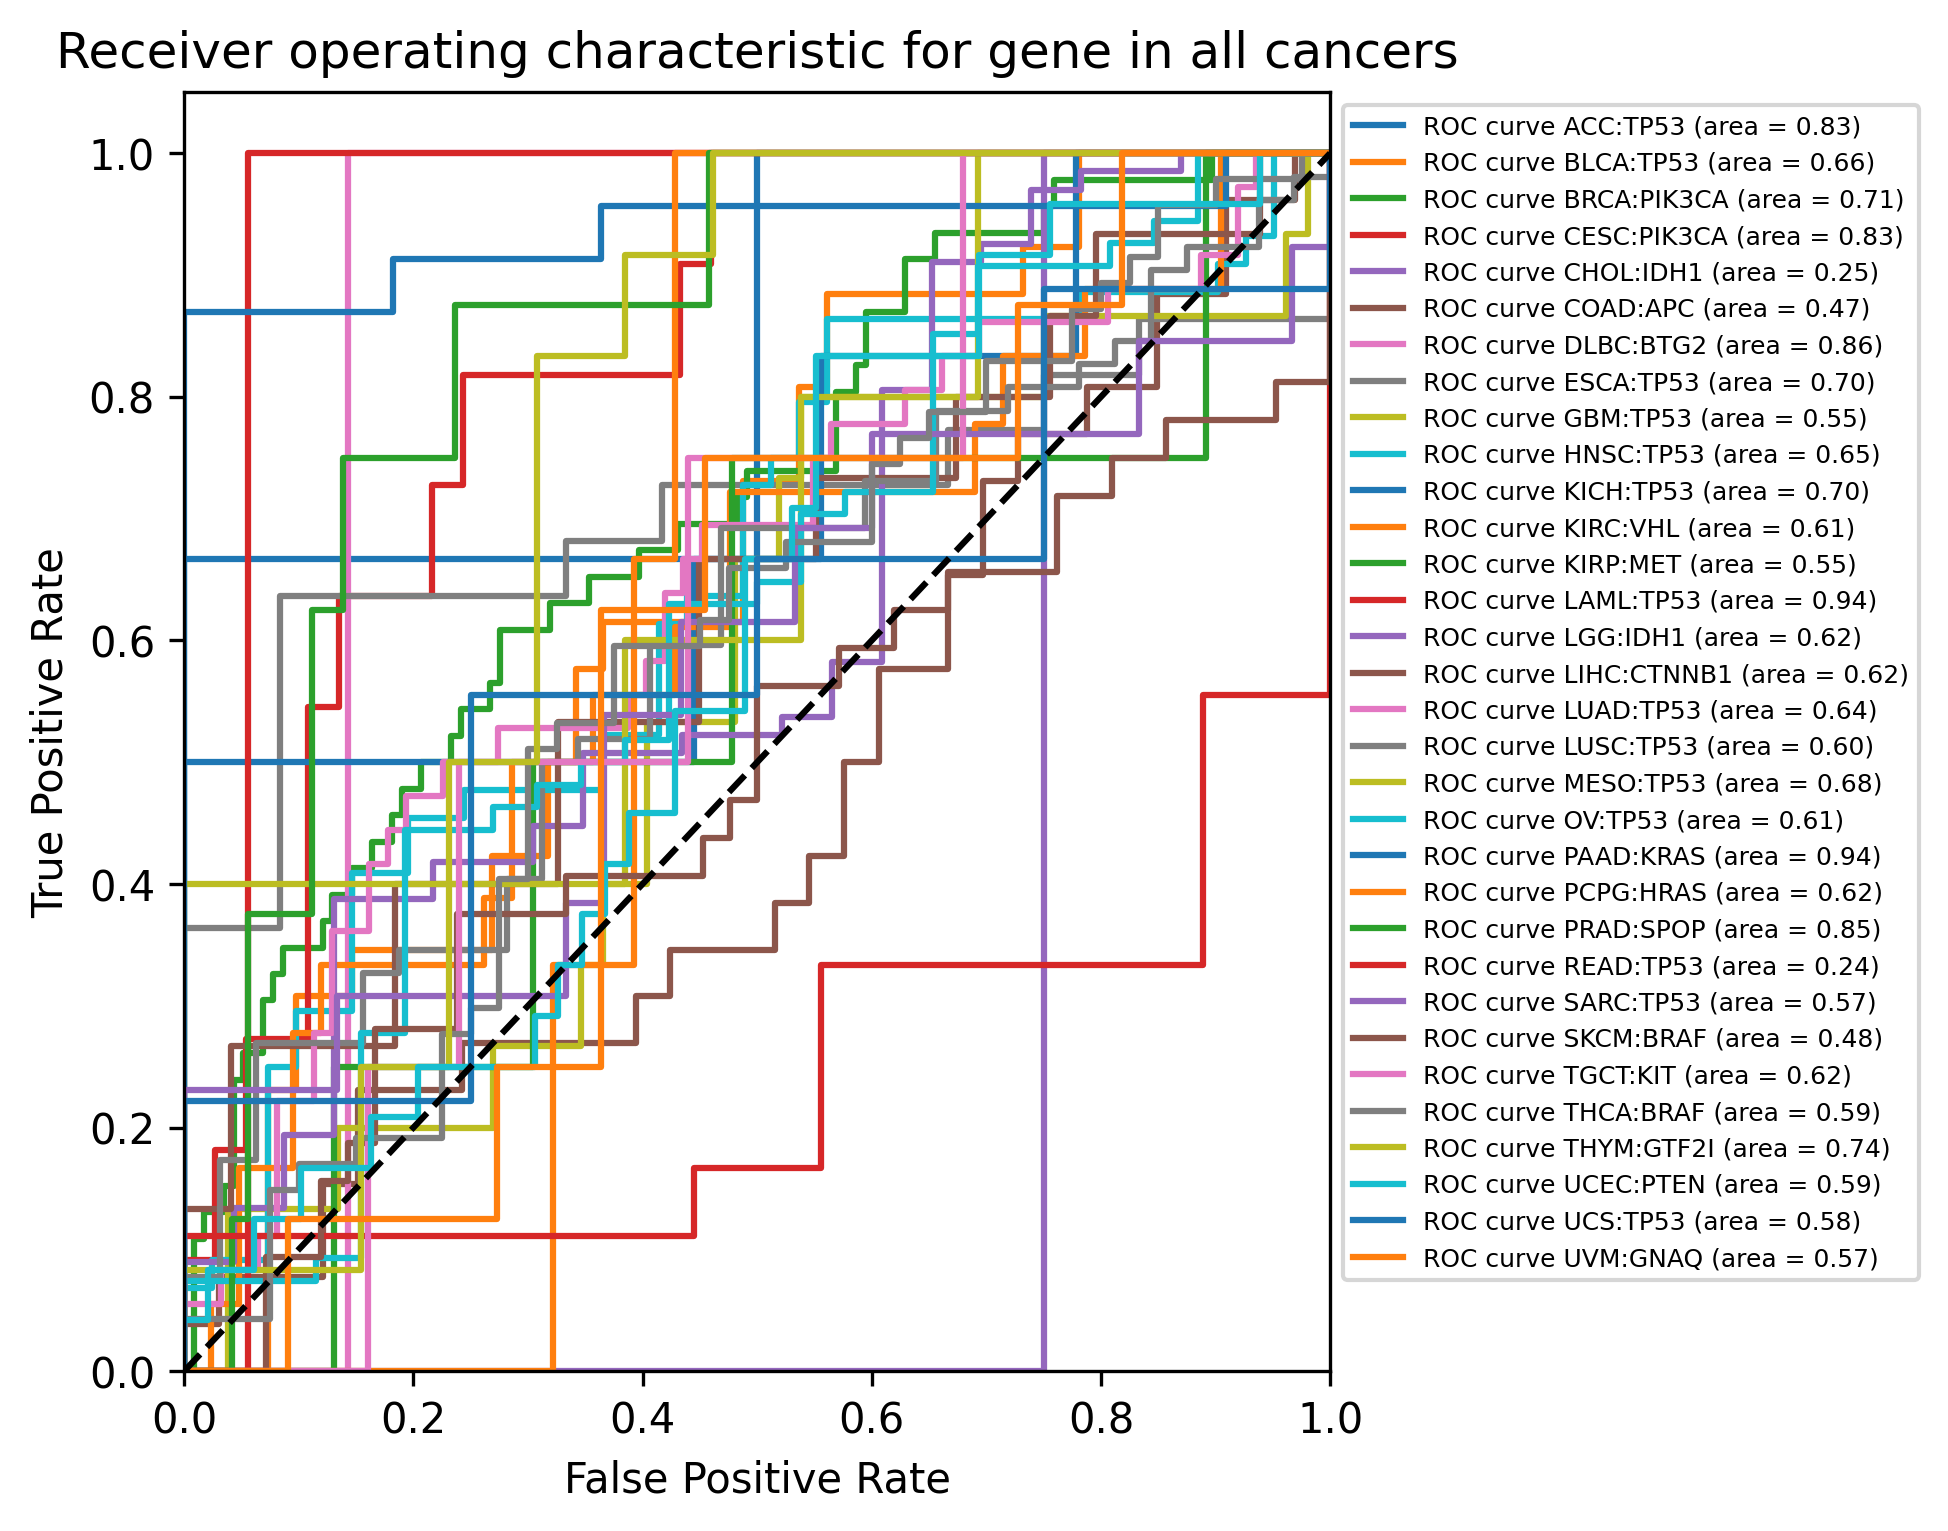 Receiver operating characteristic for gene in all cancers
1.0
0.8
0.6
0.4
0.2
0.0
True Positive Rate
0.0 0.2 0.4 0.6 0.8 1.0
False Positive Rate
ROC curve ACC:TP53 (area = 0.83)
ROC curve BLCA:TP53 (area = 0.66)
ROC curve BRCA:PIK3CA (area = 0.71)
ROC curve CESC:PIK3CA (area = 0.83)
ROC curve CHOL:IDH1 (area = 0.25)
ROC curve COAD:APC (area = 0.47)
ROC curve DLBC:BTG2 (area = 0.86)
ROC curve ESCA:TP53 (area = 0.70)
ROC curve GBM:TP53 (area = 0.55)
ROC curve HNSC:TP53 (area = 0.65)
ROC curve KICH:TP53 (area = 0.70)
ROC curve KIRC:VHL (area = 0.61)
ROC curve KIRP:MET (area = 0.55)
ROC curve LAML:TP53 (area = 0.94)
ROC curve LGG:IDH1 (area = 0.62)
ROC curve LIHC:CTNNB1 (area = 0.62)
ROC curve LUAD:TP53 (area = 0.64)
ROC curve LUSC:TP53 (area = 0.60)
ROC curve MESO:TP53 (area = 0.68)
ROC curve OV:TP53 (area = 0.61)
ROC curve PAAD:KRAS (area = 0.94)
ROC curve PCPG:HRAS (area = 0.62)
ROC curve PRAD:SPOP (area = 0.85)
ROC curve READ:TP53 (area = 0.24)
ROC curve SARC:TP53 (area = 0.57)
ROC curve SKCM:BRAF (area = 0.48)
ROC curve TGCT:KIT (area = 0.62)
ROC curve THCA:BRAF (area = 0.59)
ROC curve THYM:GTF2I (area = 0.74)
ROC curve UCEC:PTEN (area = 0.59)
ROC curve UCS:TP53 (area = 0.58)
ROC curve UVM:GNAQ (area = 0.57)